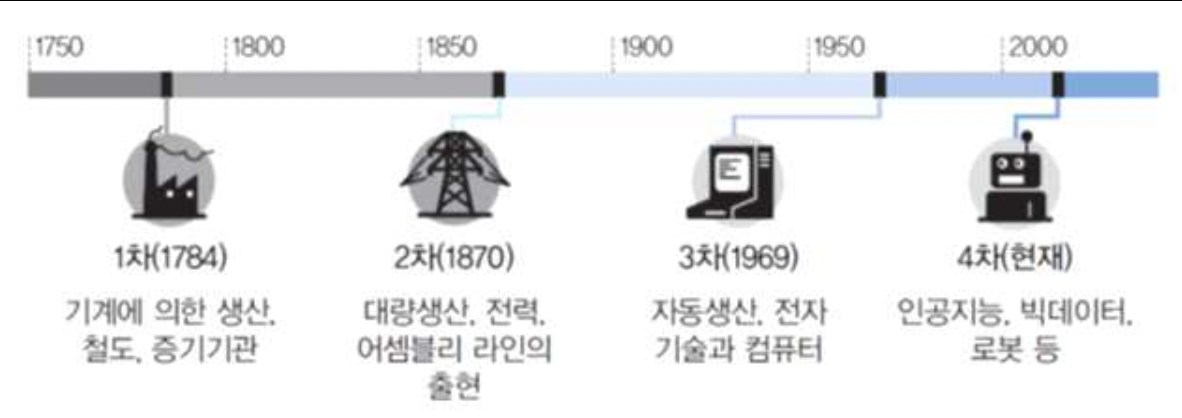 1750 1800 1850 1900 1950 2000
1차(1784)
기계에 의한 생산,
철도, 증기기관
2차(1870)
대량생산, 전력,
어셈블리 라인의
출현
3차(1969)
자동생산, 전자
기술과 컴퓨터
4차(현재)
인공지능, 빅데이터,
로봇 등